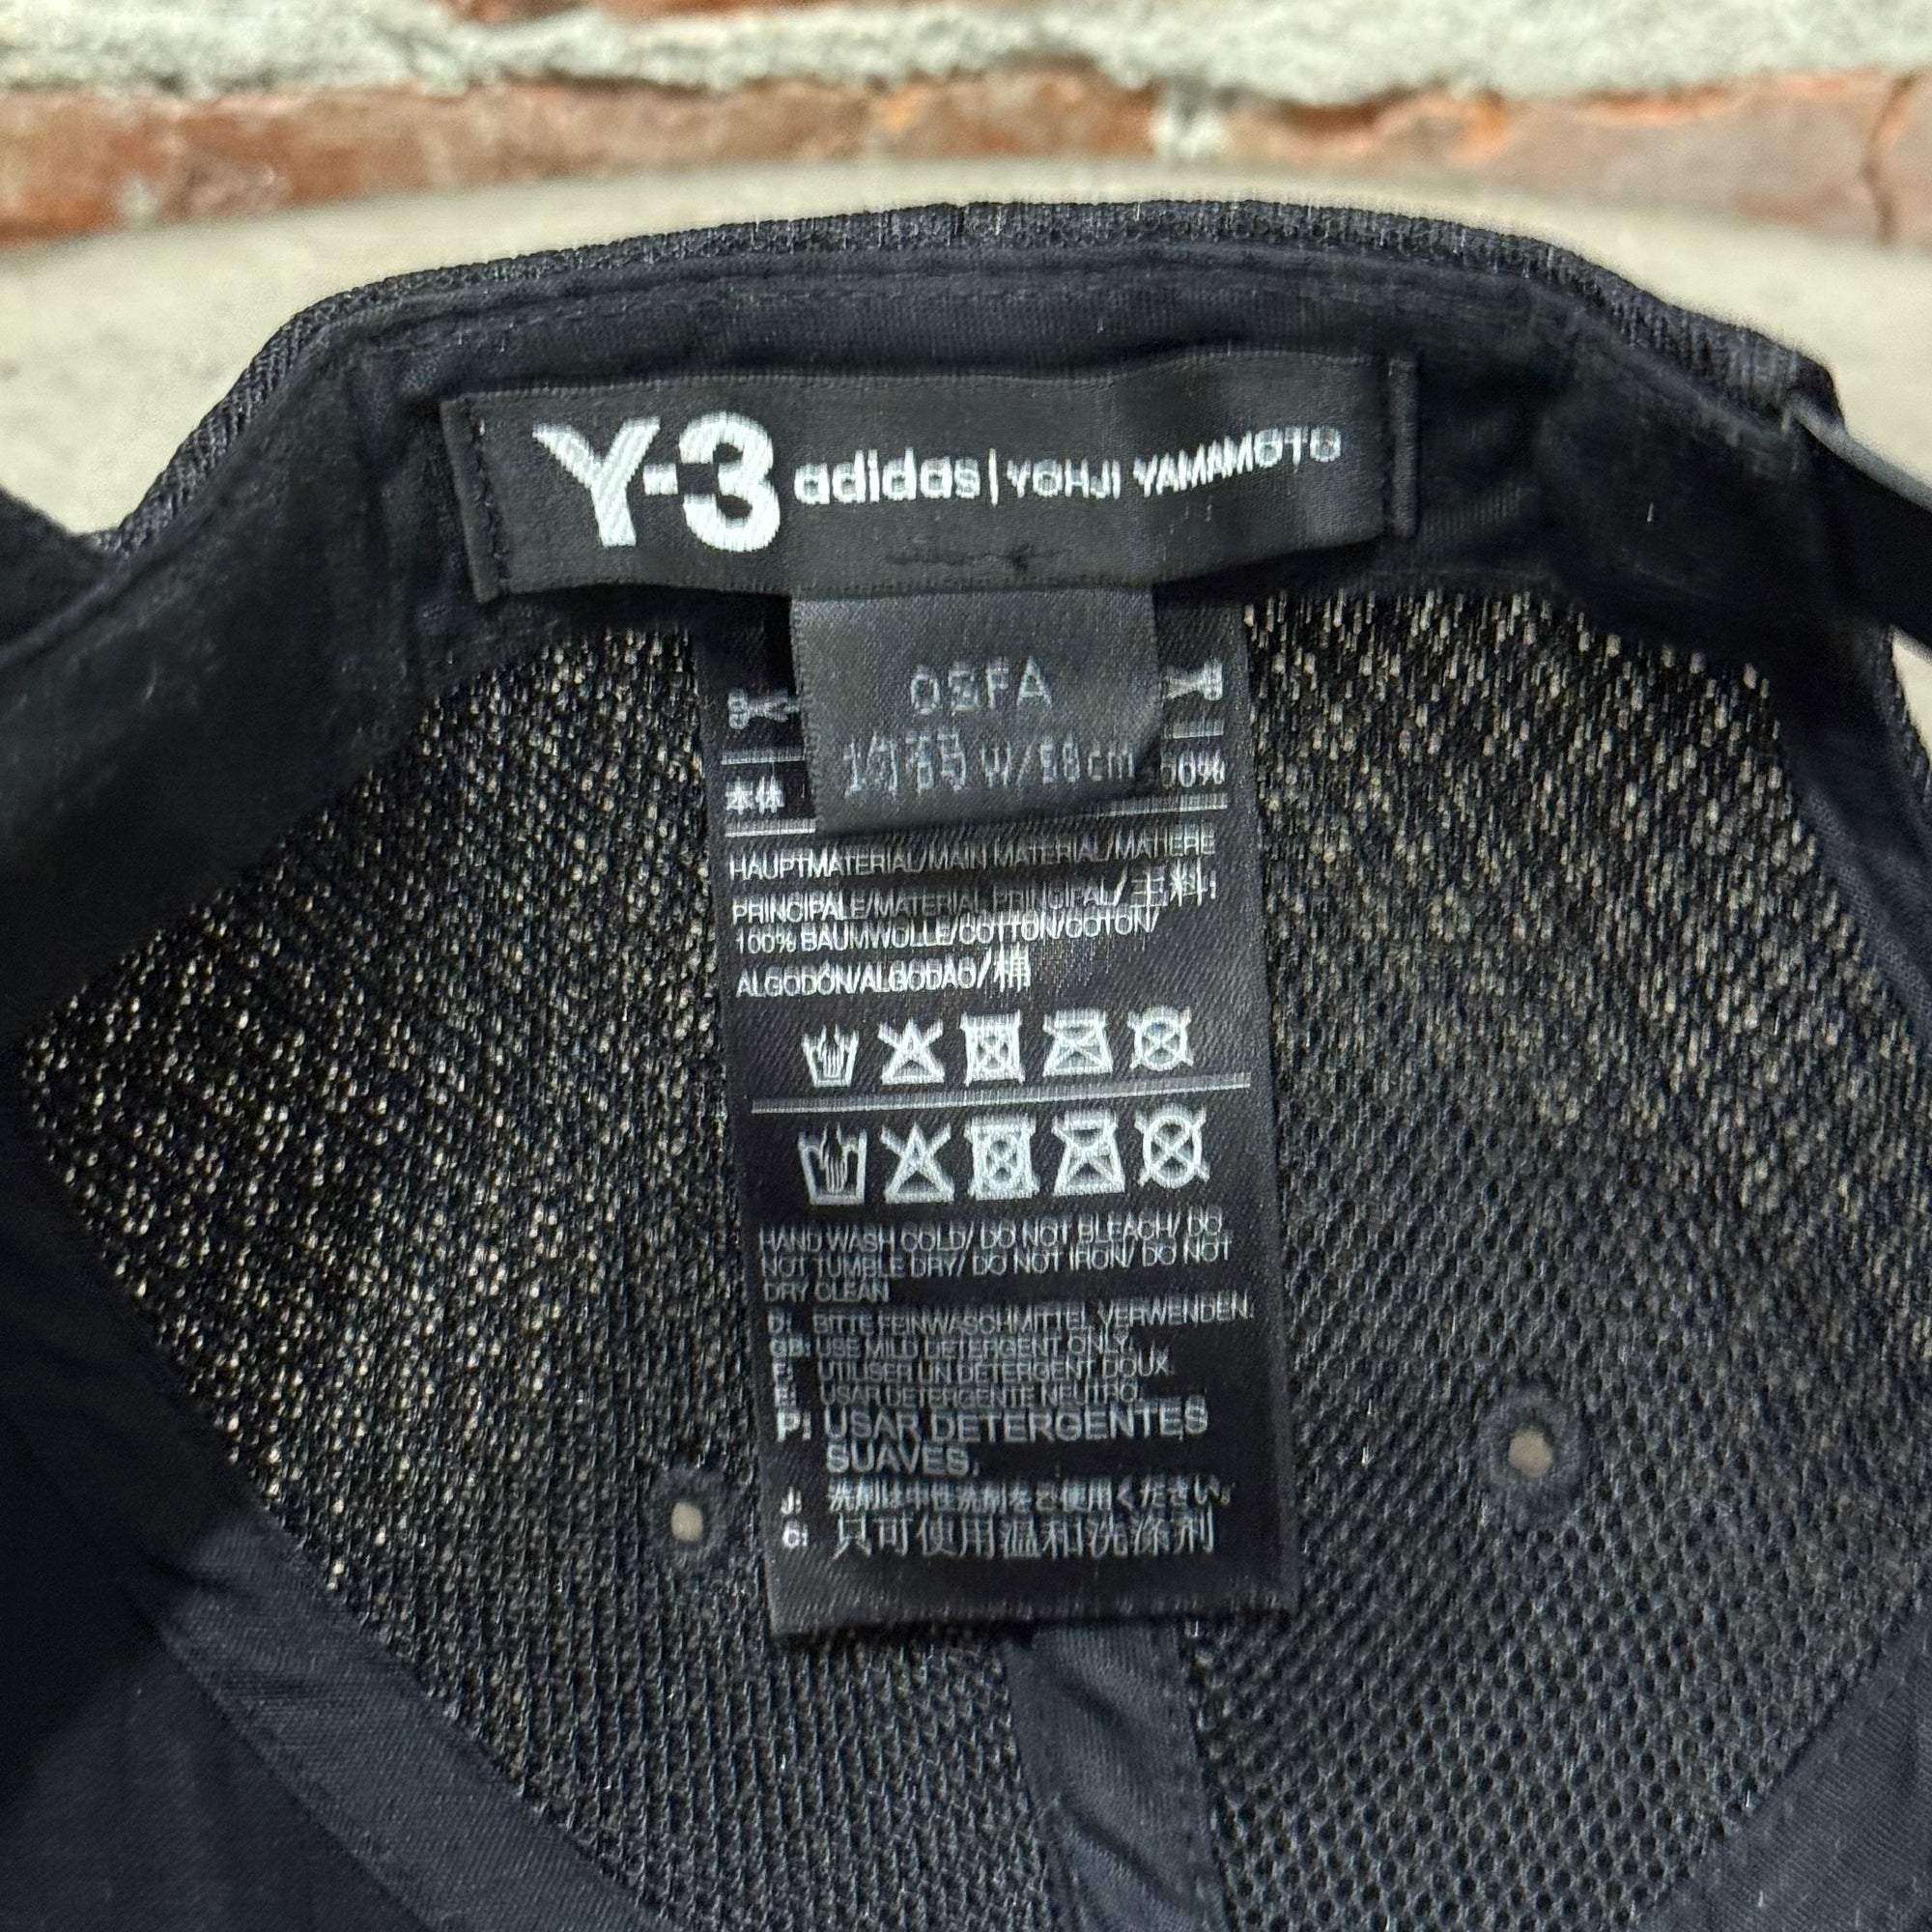 Y-3 adidas | YOHJI YAMAMOTO
OSFA
W/58cm
本体 00%
HAUPTMATERIAL/MAIN MATERIAL/MATIERE
PRINCIPALE/MATERIAL PRINCIPAL/主料:
100% BAUMWOLLE/COTTON/COTON/
ALGODÓN/ALGODÃO/棉
HAND WASH COLD/ DO NOT BLEACH/ DO
NOT TUMBLE DRY/ DO NOT IRON/ DO NOT
DRY CLEAN
D: BITTE FEINWASCHMITTEL VERWENDEN.
GB: USE MILD DETERGENT ONLY.
F: UTILISER UN DÉTERGENT DOUX
E: USAR DETERGENTE NEUTRO.
P: USAR DETERGENTES
SUAVES.
J: 洗剤は中性洗剤をご使用ください。
C: 只可使用温和洗涤剂